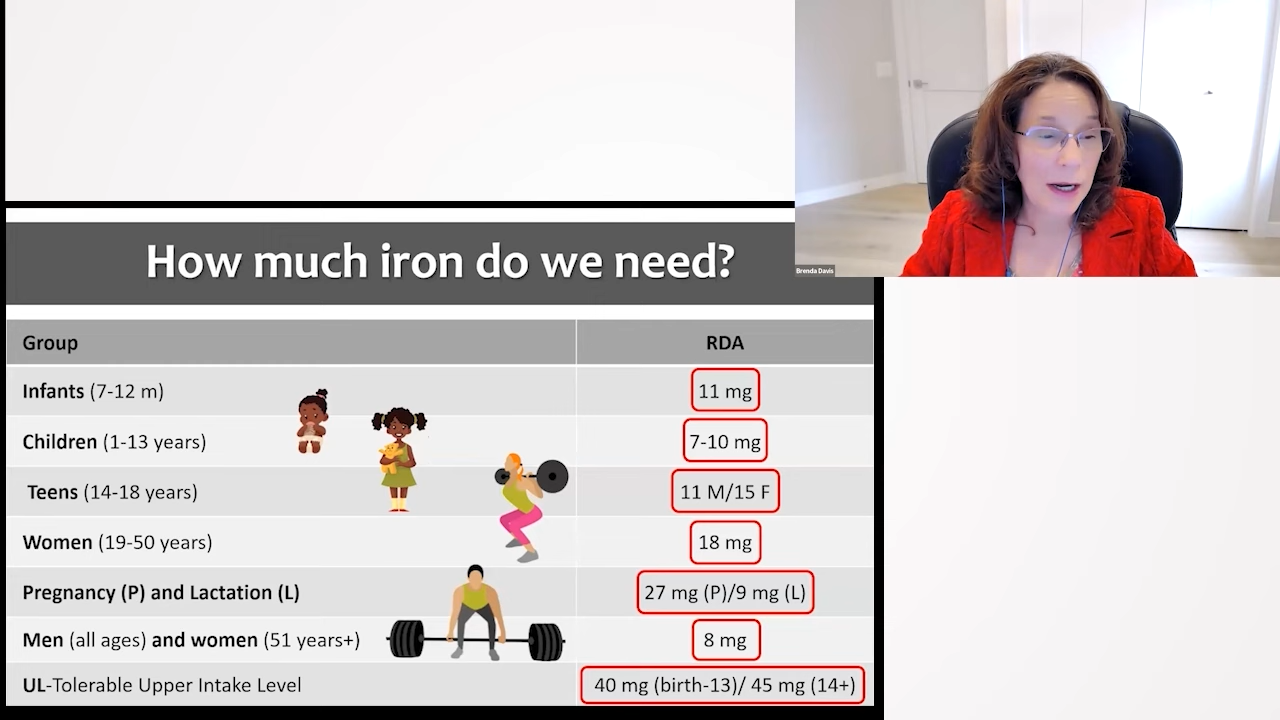 Brenda Davis
How much iron do we need?
Group RDA
Infants (7-12 m) 11 mg
Children (1-13 years) 7-10 mg
Teens (14-18 years) 11 M/15 F
Women (19-50 years) 18 mg
Pregnancy (P) and Lactation (L) 27 mg (P)/9 mg (L)
Men (all ages) and women (51 years+) 8 mg
UL-Tolerable Upper Intake Level 40 mg (birth-13)/ 45 mg (14+)